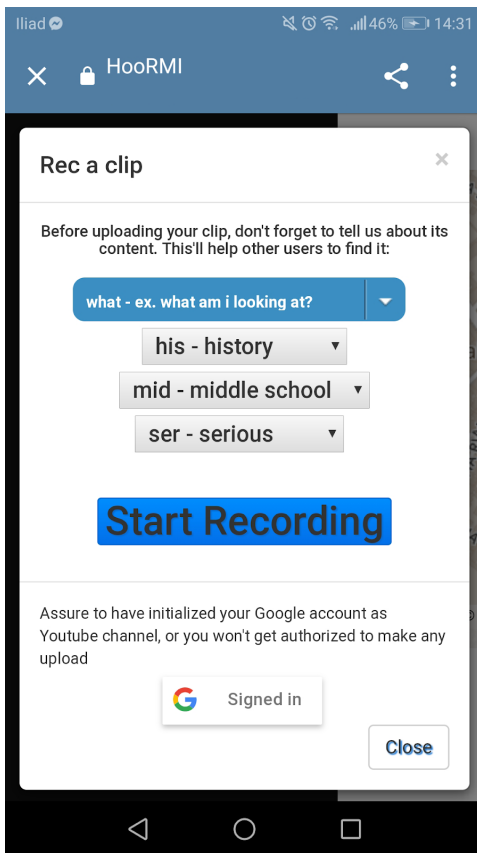 Iliad 46% 14:31
HooRMI
Rec a clip ×
Before uploading your clip, don't forget to tell us about its
content. This'll help other users to find it:
what - ex. what am i looking at?
his - history
mid - middle school
ser - serious
Start Recording
Assure to have initialized your Google account as
Youtube channel, or you won't get authorized to make any
upload
Signed in
Close